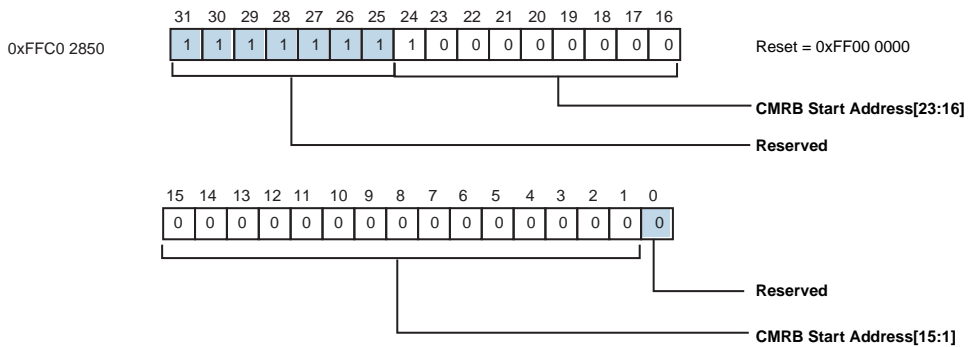 31 30 29 28 27 26 25 24 23 22 21 20 19 18 17 16
0xFFC0 2850 1 1 1 1 1 1 1 1 0 0 0 0 0 0 0 0 Reset = 0xFF00 0000
CMRB Start Address[23:16]
Reserved
15 14 13 12 11 10 9 8 7 6 5 4 3 2 1 0
0 0 0 0 0 0 0 0 0 0 0 0 0 0 0 0
Reserved
CMRB Start Address[15:1]